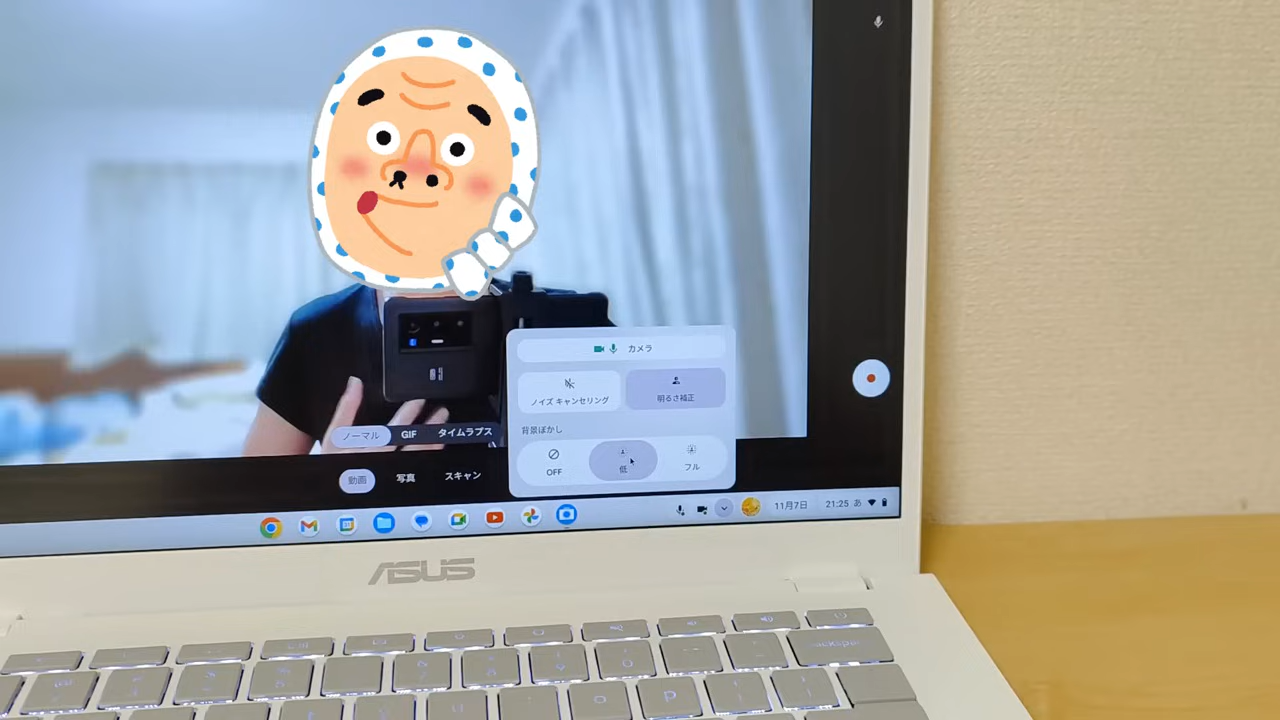 カメラ
ノイズ キャンセリング
明るさ補正
背景ぼかし
OFF
低
フル
ノーマル
GIF
タイムラプス
動画
写真
スキャン
11月7日
21:25
あ
ASUS
backspace
O
P